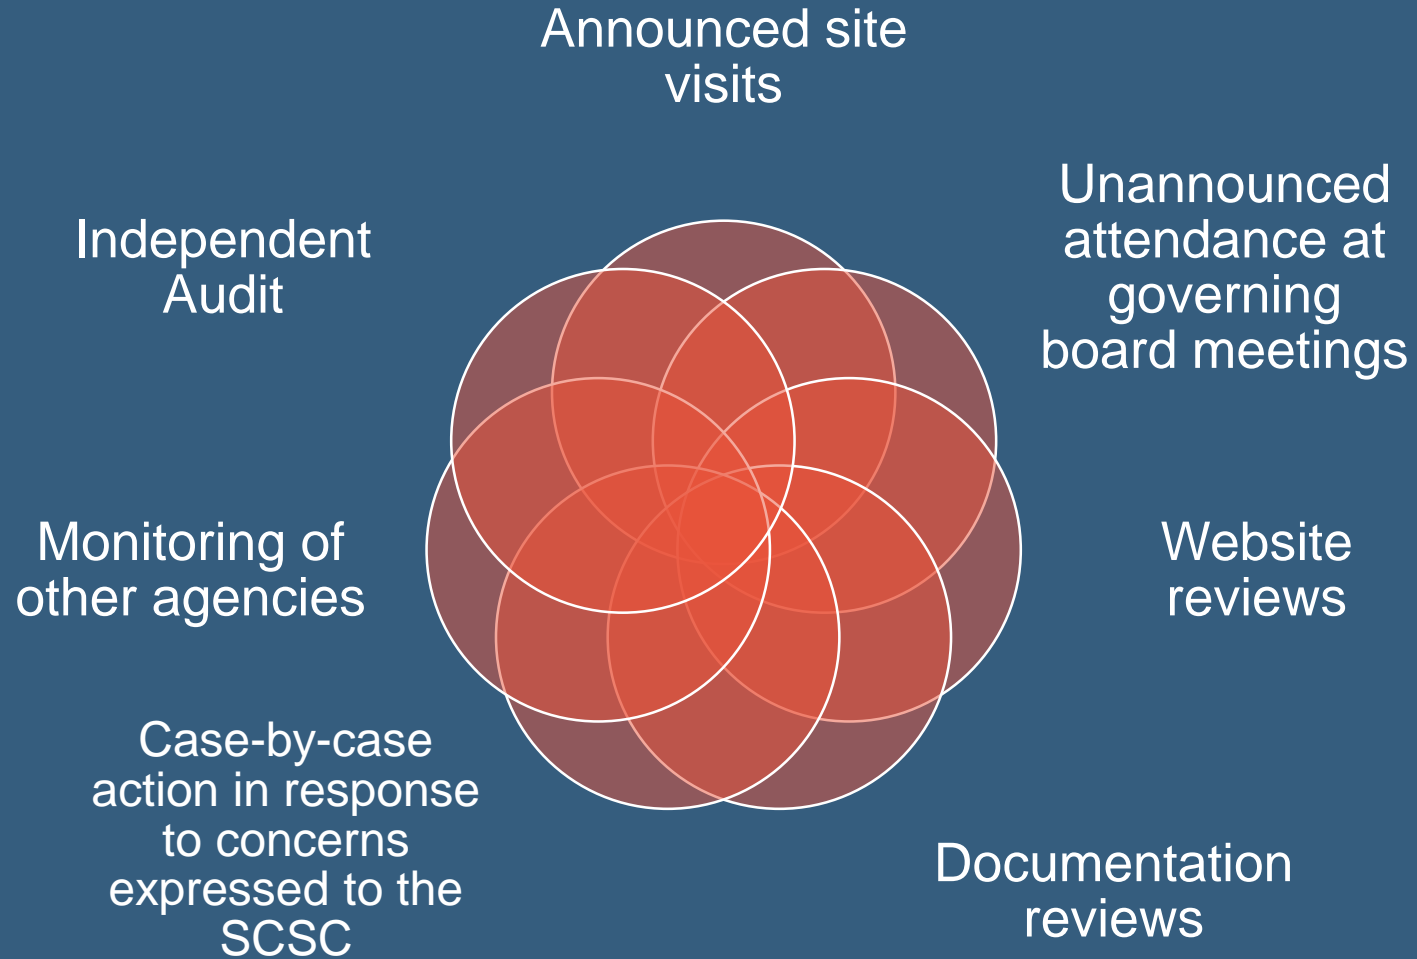 Announced site
visits
Unannounced
attendance at
governing
board meetings
Website
reviews
Documentation
reviews
Case-by-case
action in response
to concerns
expressed to the
SCSC
Monitoring of
other agencies
Independent
Audit